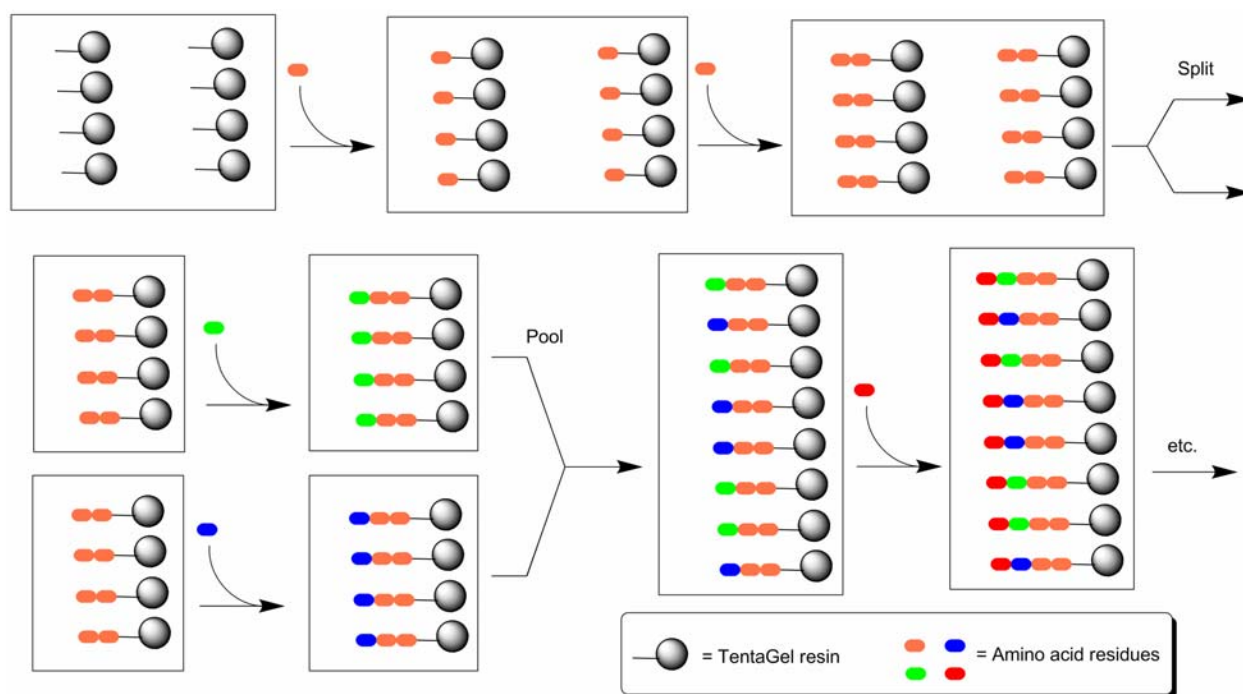 Split
Pool
etc.
= TentaGel resin
= Amino acid residues